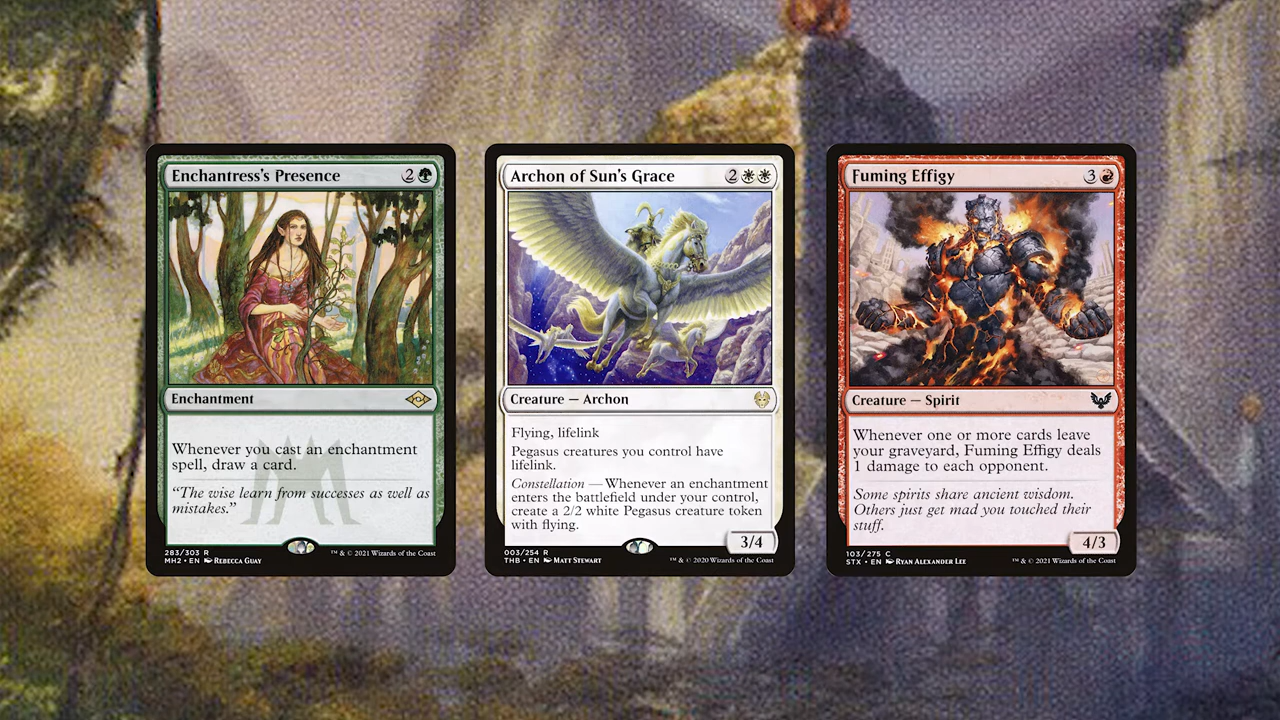 Enchantress's Presence 2
Enchantment
Whenever you cast an enchantment
spell, draw a card.
“The wise learn from successes as well as
mistakes.”
283/303 R
MH2 • EN Rebecca Guay
™ & © 2021 Wizards of the Coast
Archon of Sun's Grace 2
Creature — Archon
Flying, lifelink
Pegasus creatures you control have
lifelink.
Constellation — Whenever an enchantment
enters the battlefield under your control,
create a 2/2 white Pegasus creature token
with flying.
3/4
003/254 R
THB • EN Matt Stewart
™ & © 2020 Wizards of the Coast
Fuming Effigy 3
Creature — Spirit
Whenever one or more cards leave
your graveyard, Fuming Effigy deals
1 damage to each opponent.
Some spirits share ancient wisdom.
Others just get mad you touched their
stuff.
4/3
103/275 C
STX • EN Ryan Alexander Lee
™ & © 2021 Wizards of the Coast